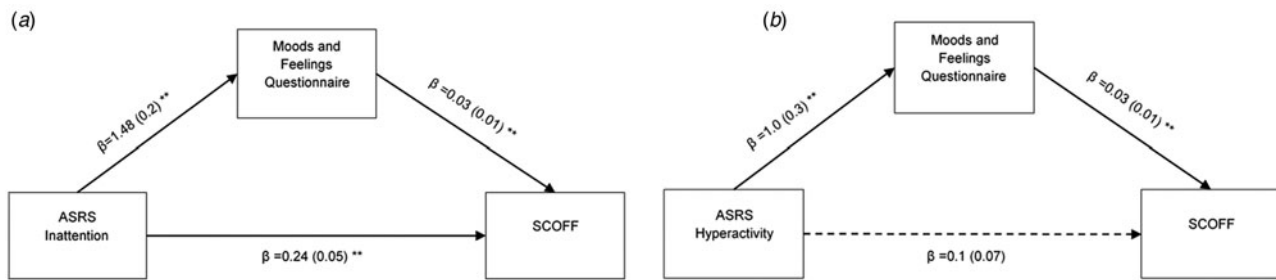 (a)
Moods and
Feelings
Questionnaire
β=1.48 (0.2) **
β =0.03 (0.01) **
ASRS
Inattention
SCOFF
β =0.24 (0.05) **
(b)
Moods and
Feelings
Questionnaire
β =1.0 (0.3) **
β =0.03 (0.01) **
ASRS
Hyperactivity
SCOFF
β =0.1 (0.07)